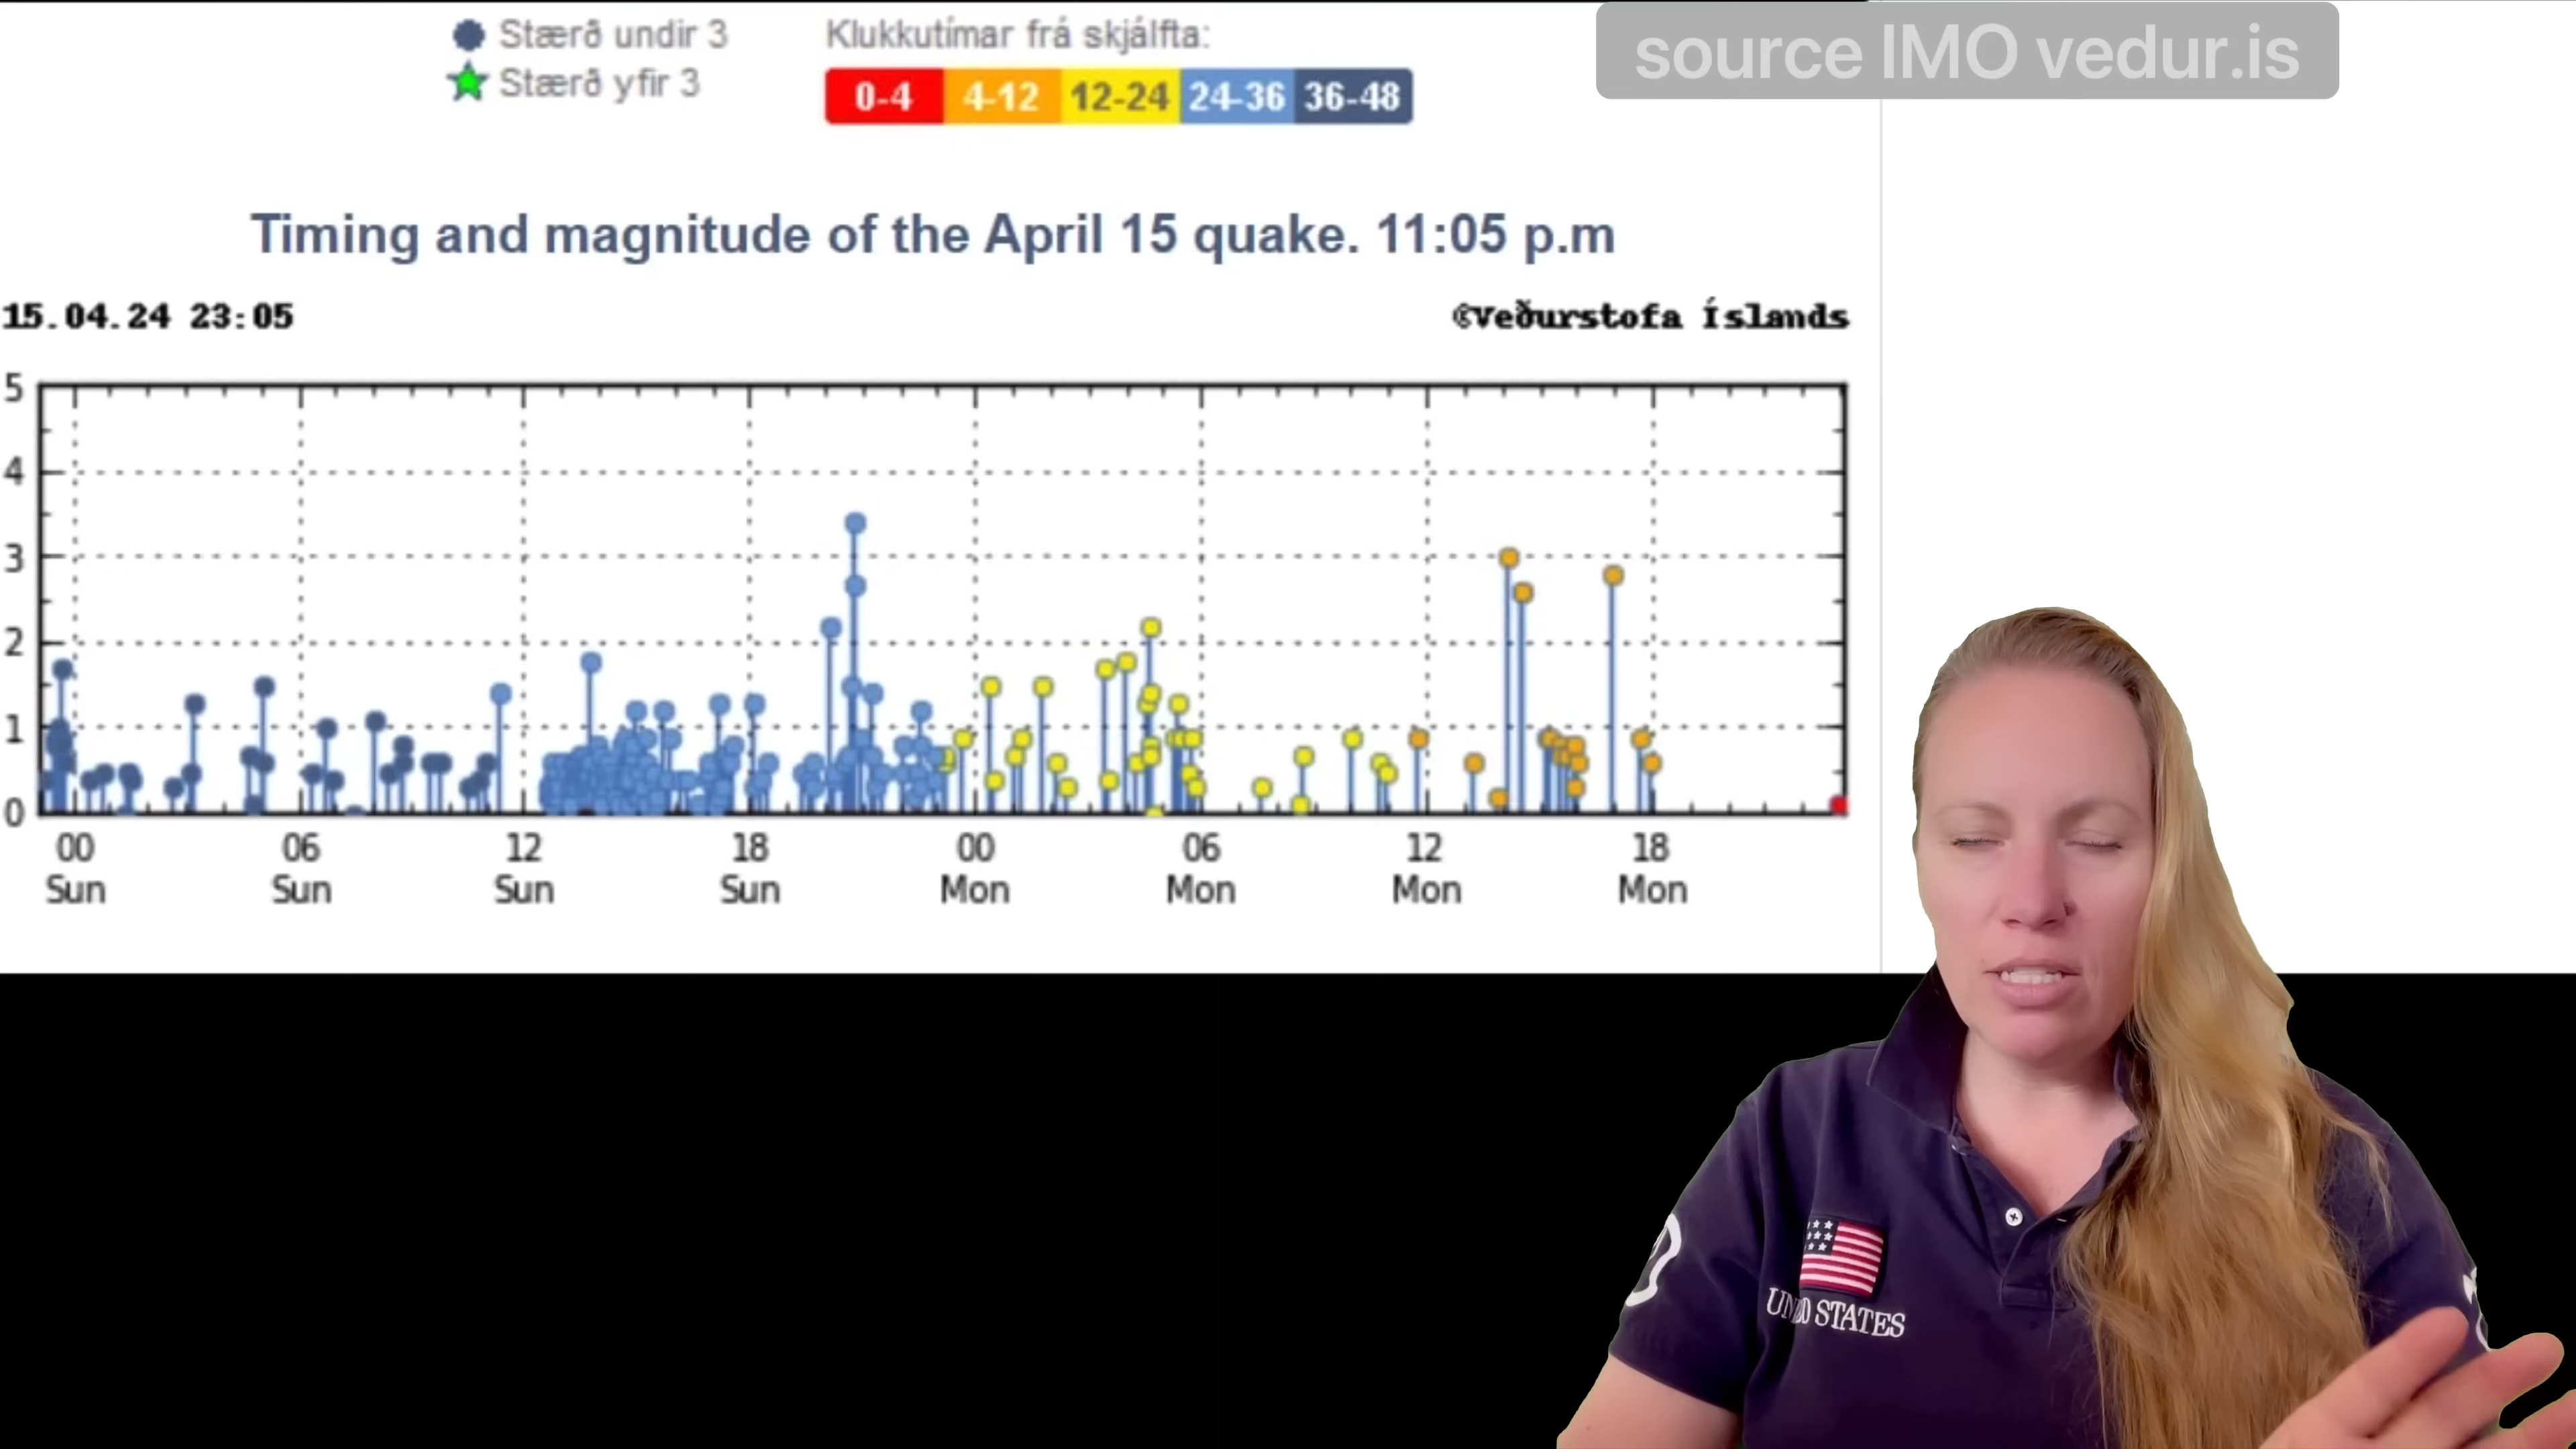 Stærð undir 3
Stærð yfir 3
Klukkutímar frá skjálfta:
0-4 4-12 12-24 24-36 36-48
source IMO vedur.is
Timing and magnitude of the April 15 quake. 11:05 p.m
15.04.24 23:05
©Veðurstofa Íslands
5
4
3
2
1
0
00 06 12 18 00 06 12 18
Sun Sun Sun Sun Mon Mon Mon Mon
STATES